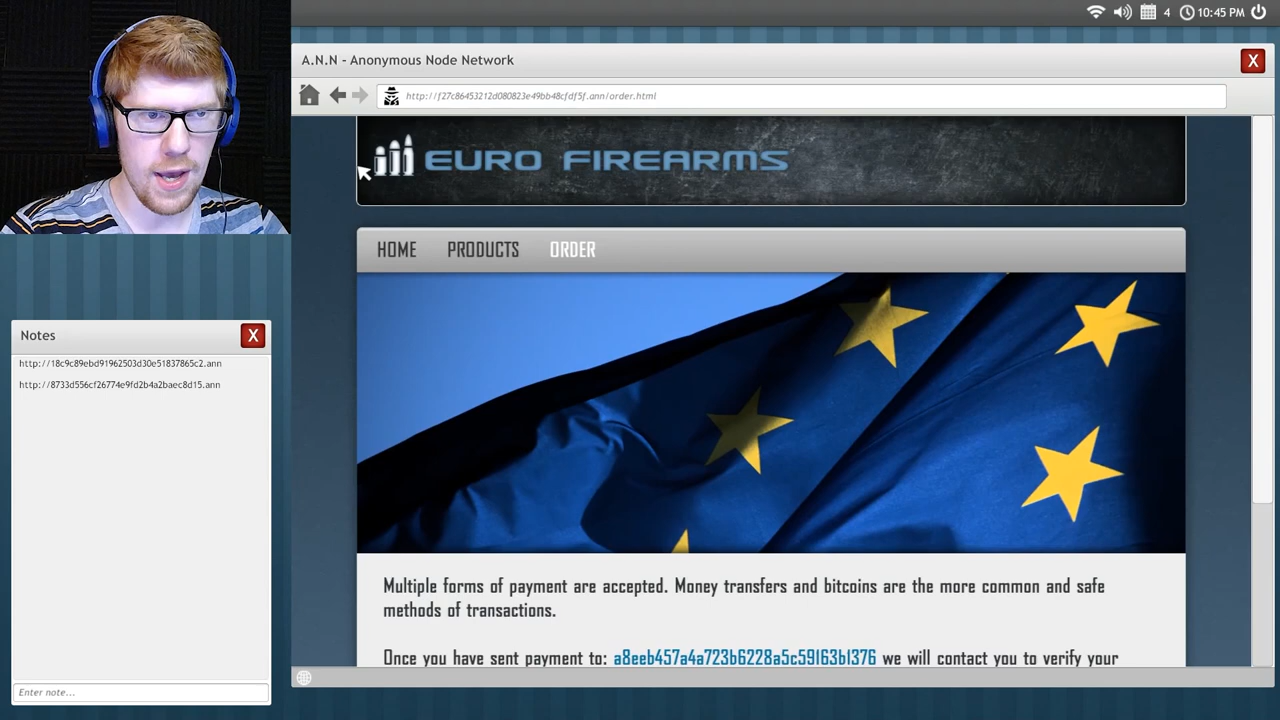 4 10:45 PM
A.N.N - Anonymous Node Network
X
http://f27c86453212d080823e49bb48cfdf5f.ann/order.html
EURO FIREARMS
HOME PRODUCTS ORDER
Notes
X
http://18c9c89ebd91962503d30e51837865c2.ann
http://8733d556cf26774e9fd2b4a2baec8d15.ann
Multiple forms of payment are accepted. Money transfers and bitcoins are the more common and safe
methods of transactions.
Once you have sent payment to: a8eeb457a4a723b6228a5c59163b1376 we will contact you to verify your
Enter note...